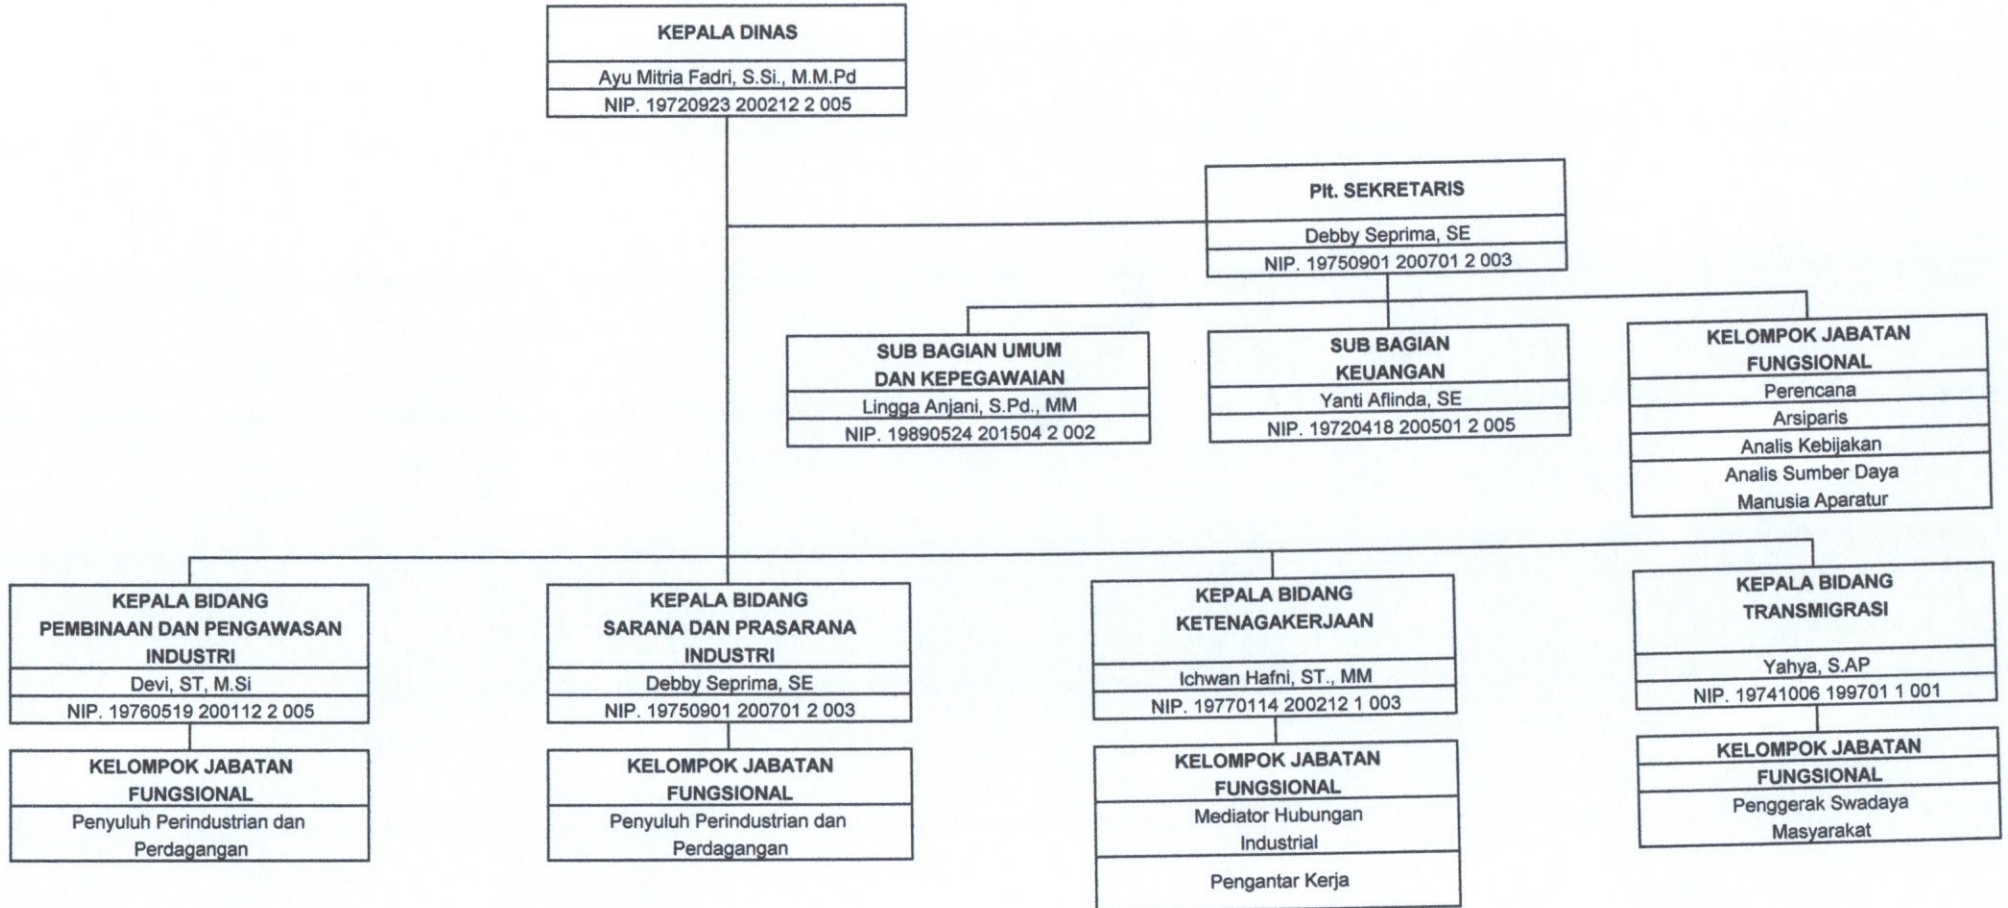 KEPALA DINAS
Ayu Mitria Fadri, S.Si., M.M.Pd
NIP. 19720923 200212 2 005
Plt. SEKRETARIS
Debby Seprima, SE
NIP. 19750901 200701 2 003
SUB BAGIAN UMUM
DAN KEPEGAWAIAN
Lingga Anjani, S.Pd., MM
NIP. 19890524 201504 2 002
SUB BAGIAN
KEUANGAN
Yanti Aflinda, SE
NIP. 19720418 200501 2 005
KELOMPOK JABATAN
FUNGSIONAL
Perencana
Arsiparis
Analis Kebijakan
Analis Sumber Daya
Manusia Aparatur
KEPALA BIDANG
PEMBINAAN DAN PENGAWASAN
INDUSTRI
Devi, ST, M.Si
NIP. 19760519 200112 2 005
KELOMPOK JABATAN
FUNGSIONAL
Penyuluh Perindustrian dan
Perdagangan
KEPALA BIDANG
SARANA DAN PRASARANA
INDUSTRI
Debby Seprima, SE
NIP. 19750901 200701 2 003
KELOMPOK JABATAN
FUNGSIONAL
Penyuluh Perindustrian dan
Perdagangan
KEPALA BIDANG
KETENAGAKERJAAN
Ichwan Hafni, ST., MM
NIP. 19770114 200212 1 003
KELOMPOK JABATAN
FUNGSIONAL
Mediator Hubungan
Industrial
Pengantar Kerja
KEPALA BIDANG
TRANSMIGRASI
Yahya, S.AP
NIP. 19741006 199701 1 001
KELOMPOK JABATAN
FUNGSIONAL
Penggerak Swadaya
Masyarakat